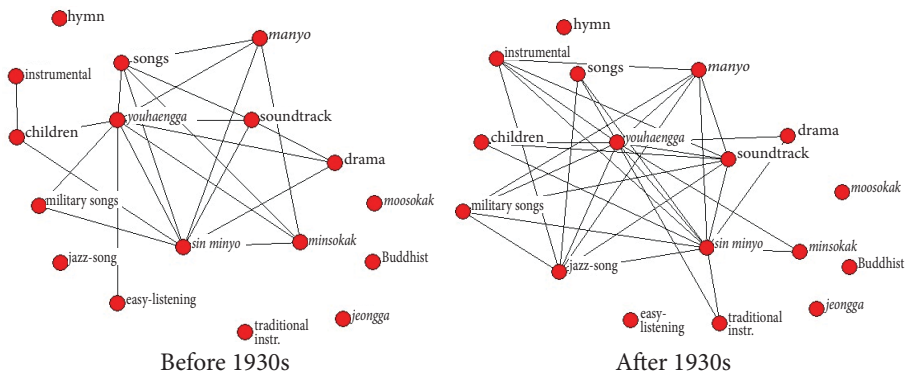 hymn
manyo
songs
instrumental
youhaengga
soundtrack
children
drama
moosokak
military songs
sin minyo
minsokak
jazz-song
Buddhist
easy-listening
jeongga
traditional
instr.
Before 1930s
hymn
instrumental
songs
manyo
children
youhaengga
drama
soundtrack
moosokak
military songs
sin minyo
minsokak
jazz-song
Buddhist
easy-
listening
traditional
instr.
jeongga
After 1930s